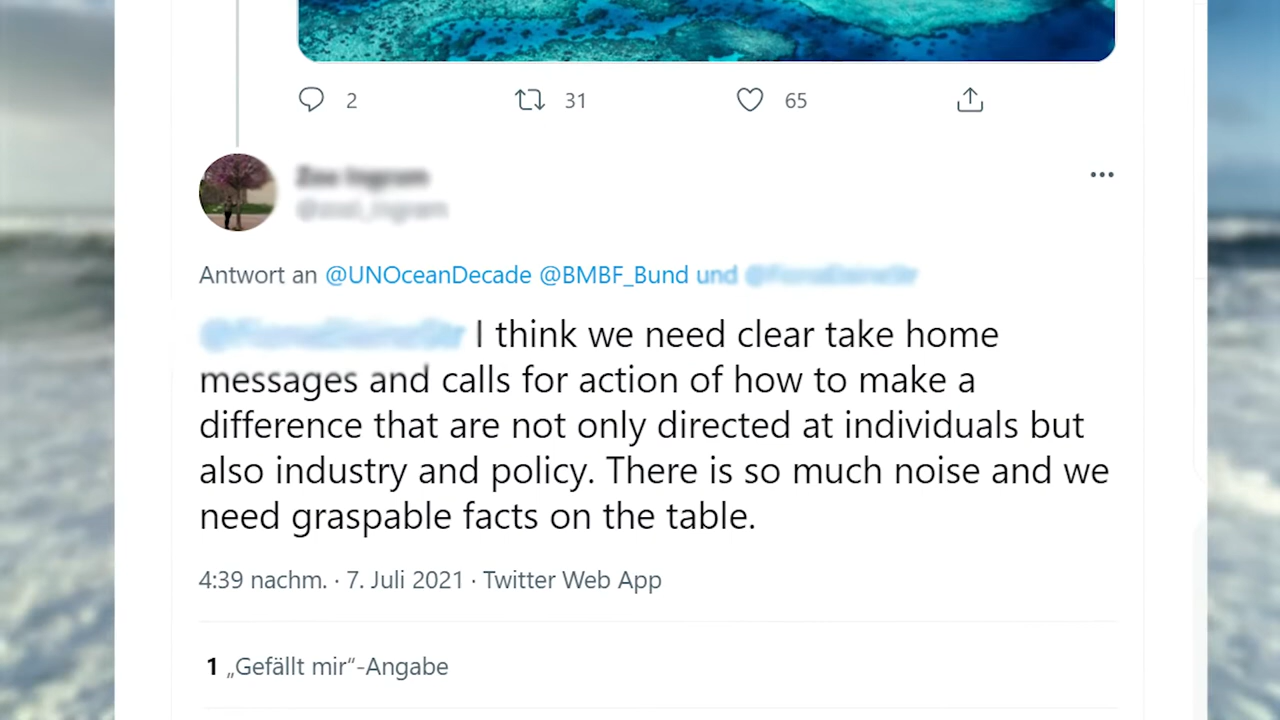 2 31 65
Antwort an @UNOceanDecade @BMBF_Bund und
I think we need clear take home
messages and calls for action of how to make a
difference that are not only directed at individuals but
also industry and policy. There is so much noise and we
need graspable facts on the table.
4:39 nachm. · 7. Juli 2021 · Twitter Web App
1 „Gefällt mir“-Angabe